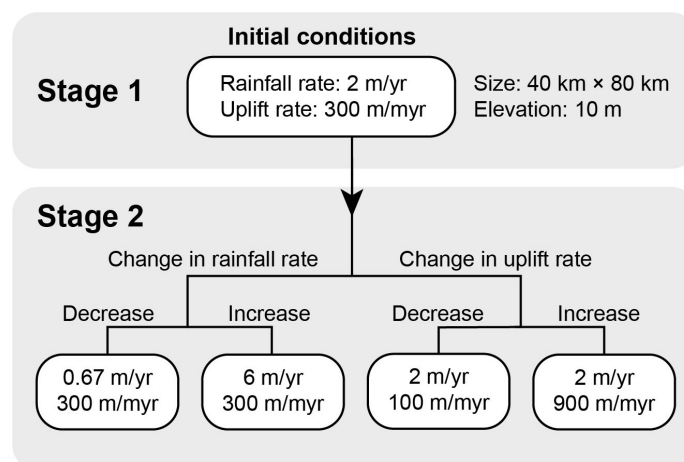 Initial conditions
Stage 1
Rainfall rate: 2 m/yr
Uplift rate: 300 m/myr
Size: 40 km × 80 km
Elevation: 10 m
Stage 2
Change in rainfall rate
Change in uplift rate
Decrease
Increase
Decrease
Increase
0.67 m/yr
300 m/myr
6 m/yr
300 m/myr
2 m/yr
100 m/myr
2 m/yr
900 m/myr